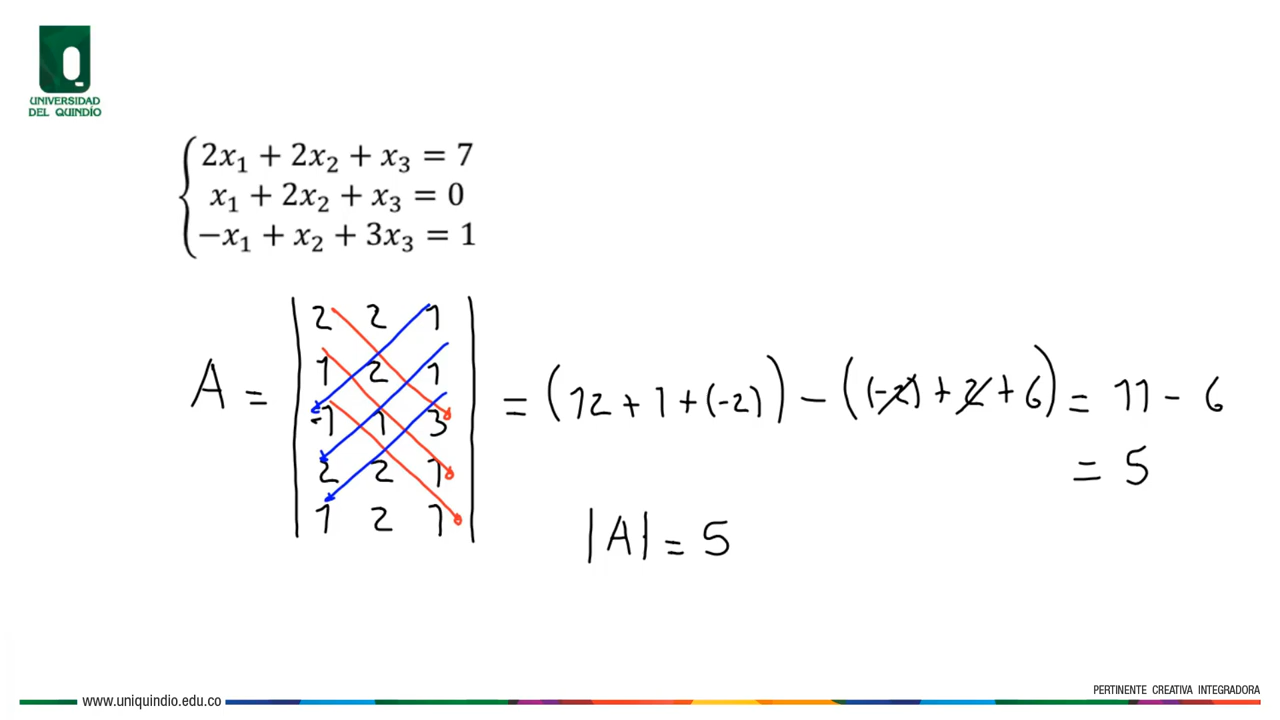 UNIVERSIDAD
DEL QUINDÍO
2x₁ + 2x₂ + x₃ = 7
x₁ + 2x₂ + x₃ = 0
−x₁ + x₂ + 3x₃ = 1
2 2 1
1 2 1
A = -1 1 3 = (12 + 1 + (-2)) − ((-2) + 2 + 6) = 11 - 6
2 2 1 = 5
1 2 1
|A| = 5
PERTINENTE CREATIVA INTEGRADORA
www.uniquindio.edu.co